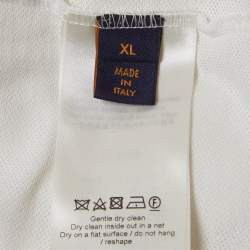 XL
MADE
IN
ITALY
Gentle dry clean
Dry clean inside out in a net
Dry on a flat surface / do not hang
/ reshape